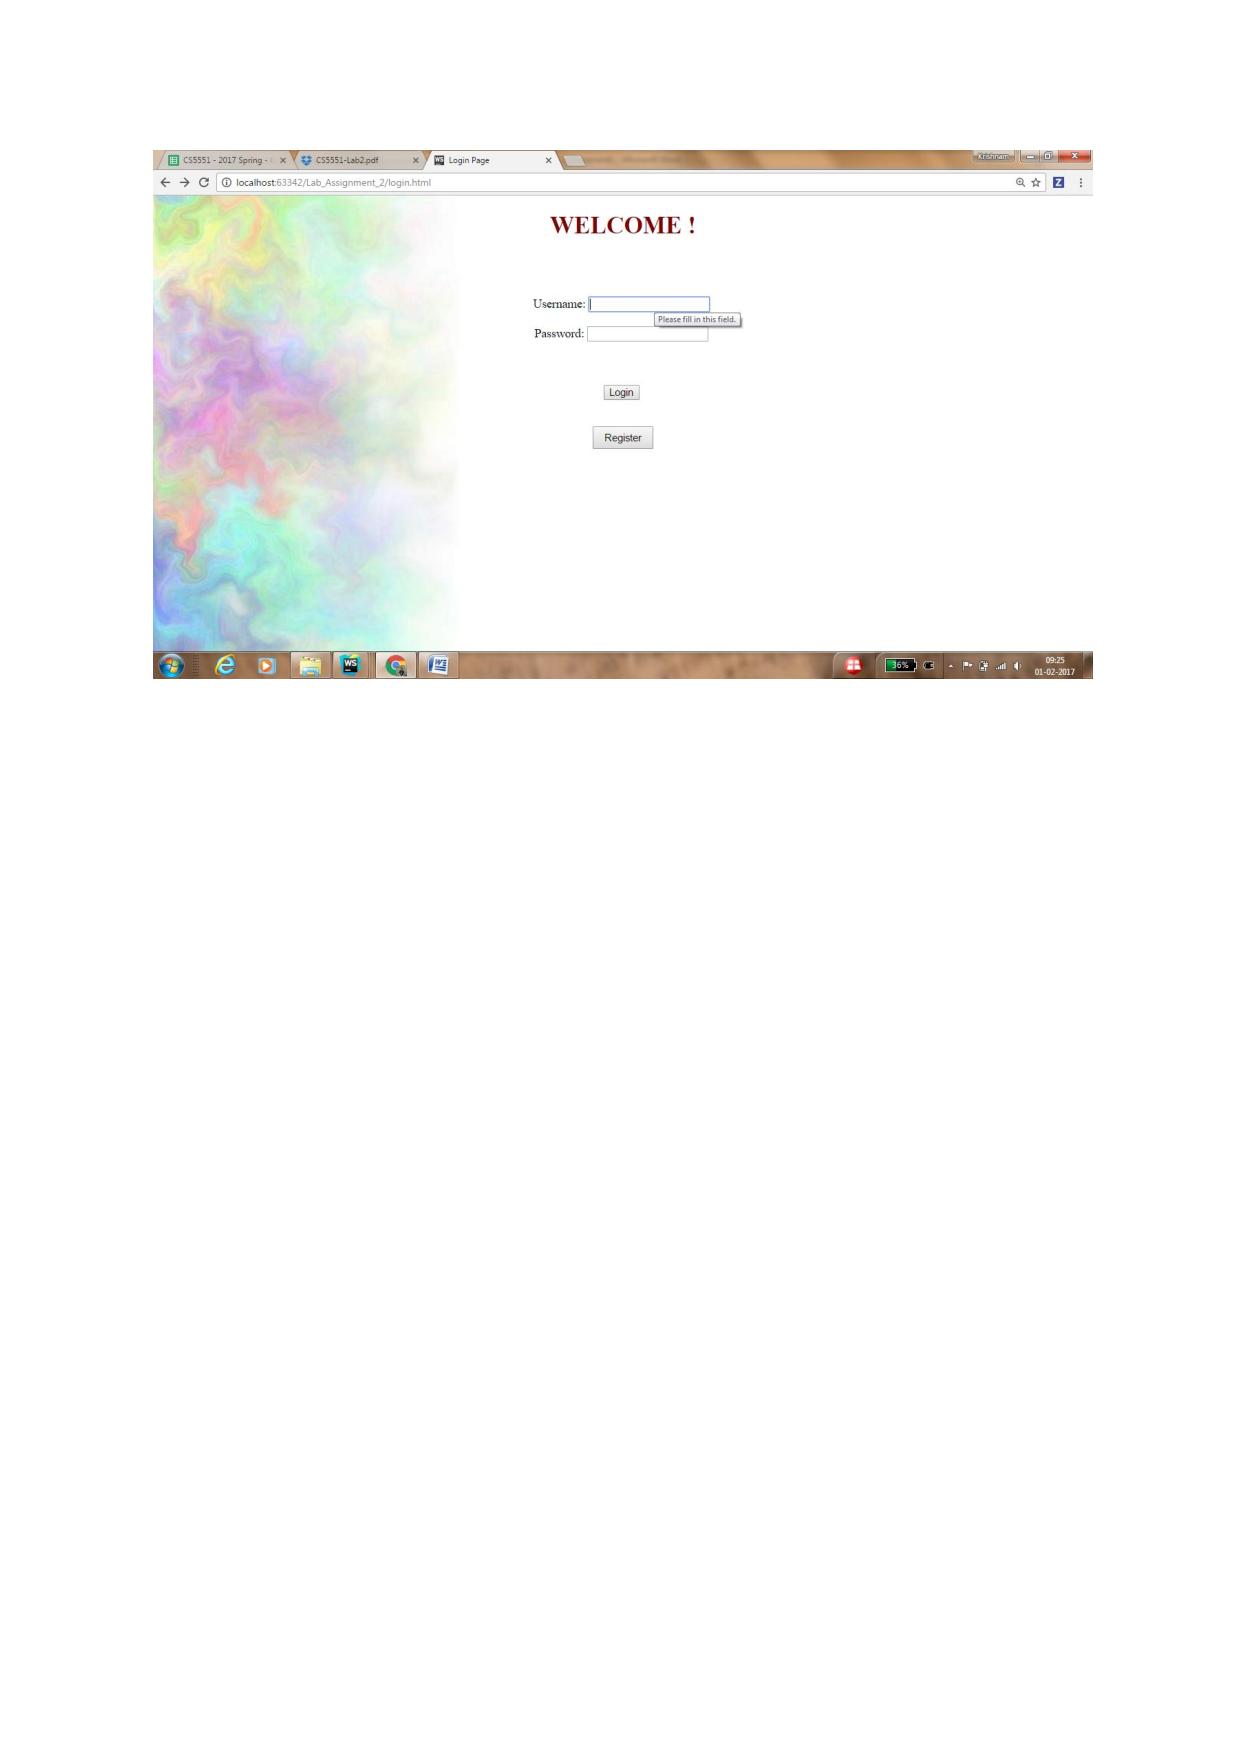 CS5551 - 2017 Spring -
CS5551-Lab2.pdf
Login Page
Krishnam
localhost:63342/Lab_Assignment_2/login.html
WELCOME !
Username:
Please fill in this field.
Password:
Login
Register
36%
09:25
01-02-2017